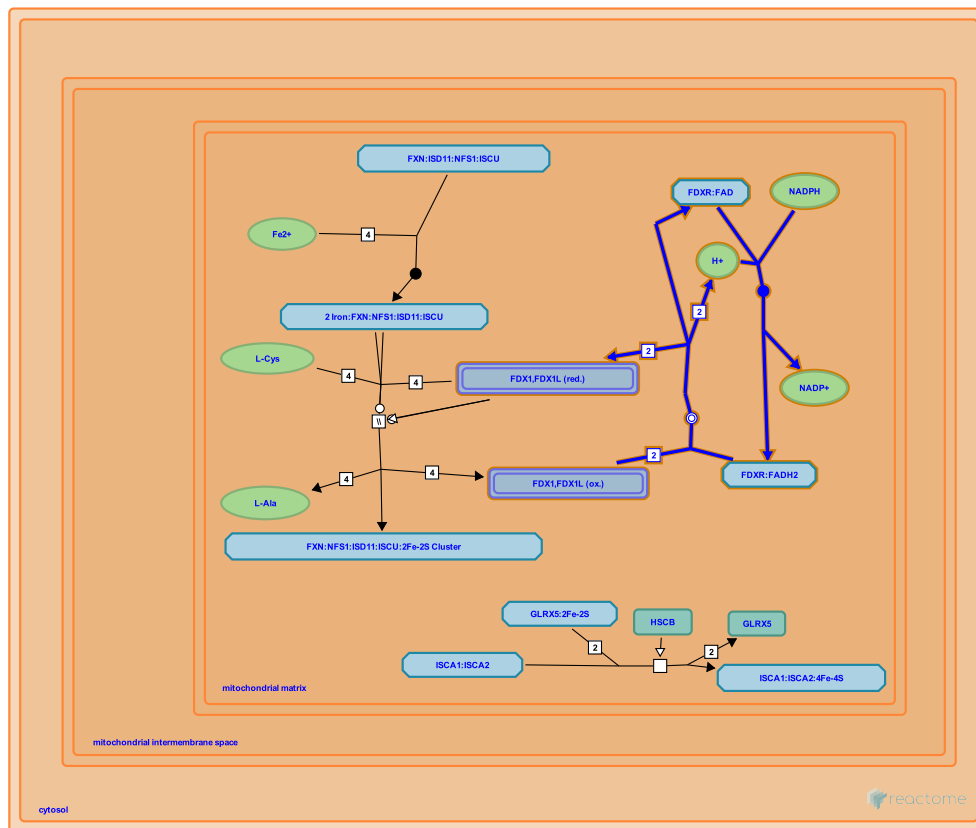 FXN:ISD11:NFS1:ISCU
FDXR:FAD
NADPH
Fe2+
4
H+
2
2 Iron:FXN:NFS1:ISD11:ISCU
L-Cys
4
4
FDX1,FDX1L (red.)
2
NADP+
\\
2
L-Ala
4
4
FDX1,FDX1L (ox.)
FDXR:FADH2
FXN:NFS1:ISD11:ISCU:2Fe-2S Cluster
GLRX5:2Fe-2S
HSCB
GLRX5
2
2
ISCA1:ISCA2
ISCA1:ISCA2:4Fe-4S
mitochondrial matrix
mitochondrial intermembrane space
cytosol
reactome